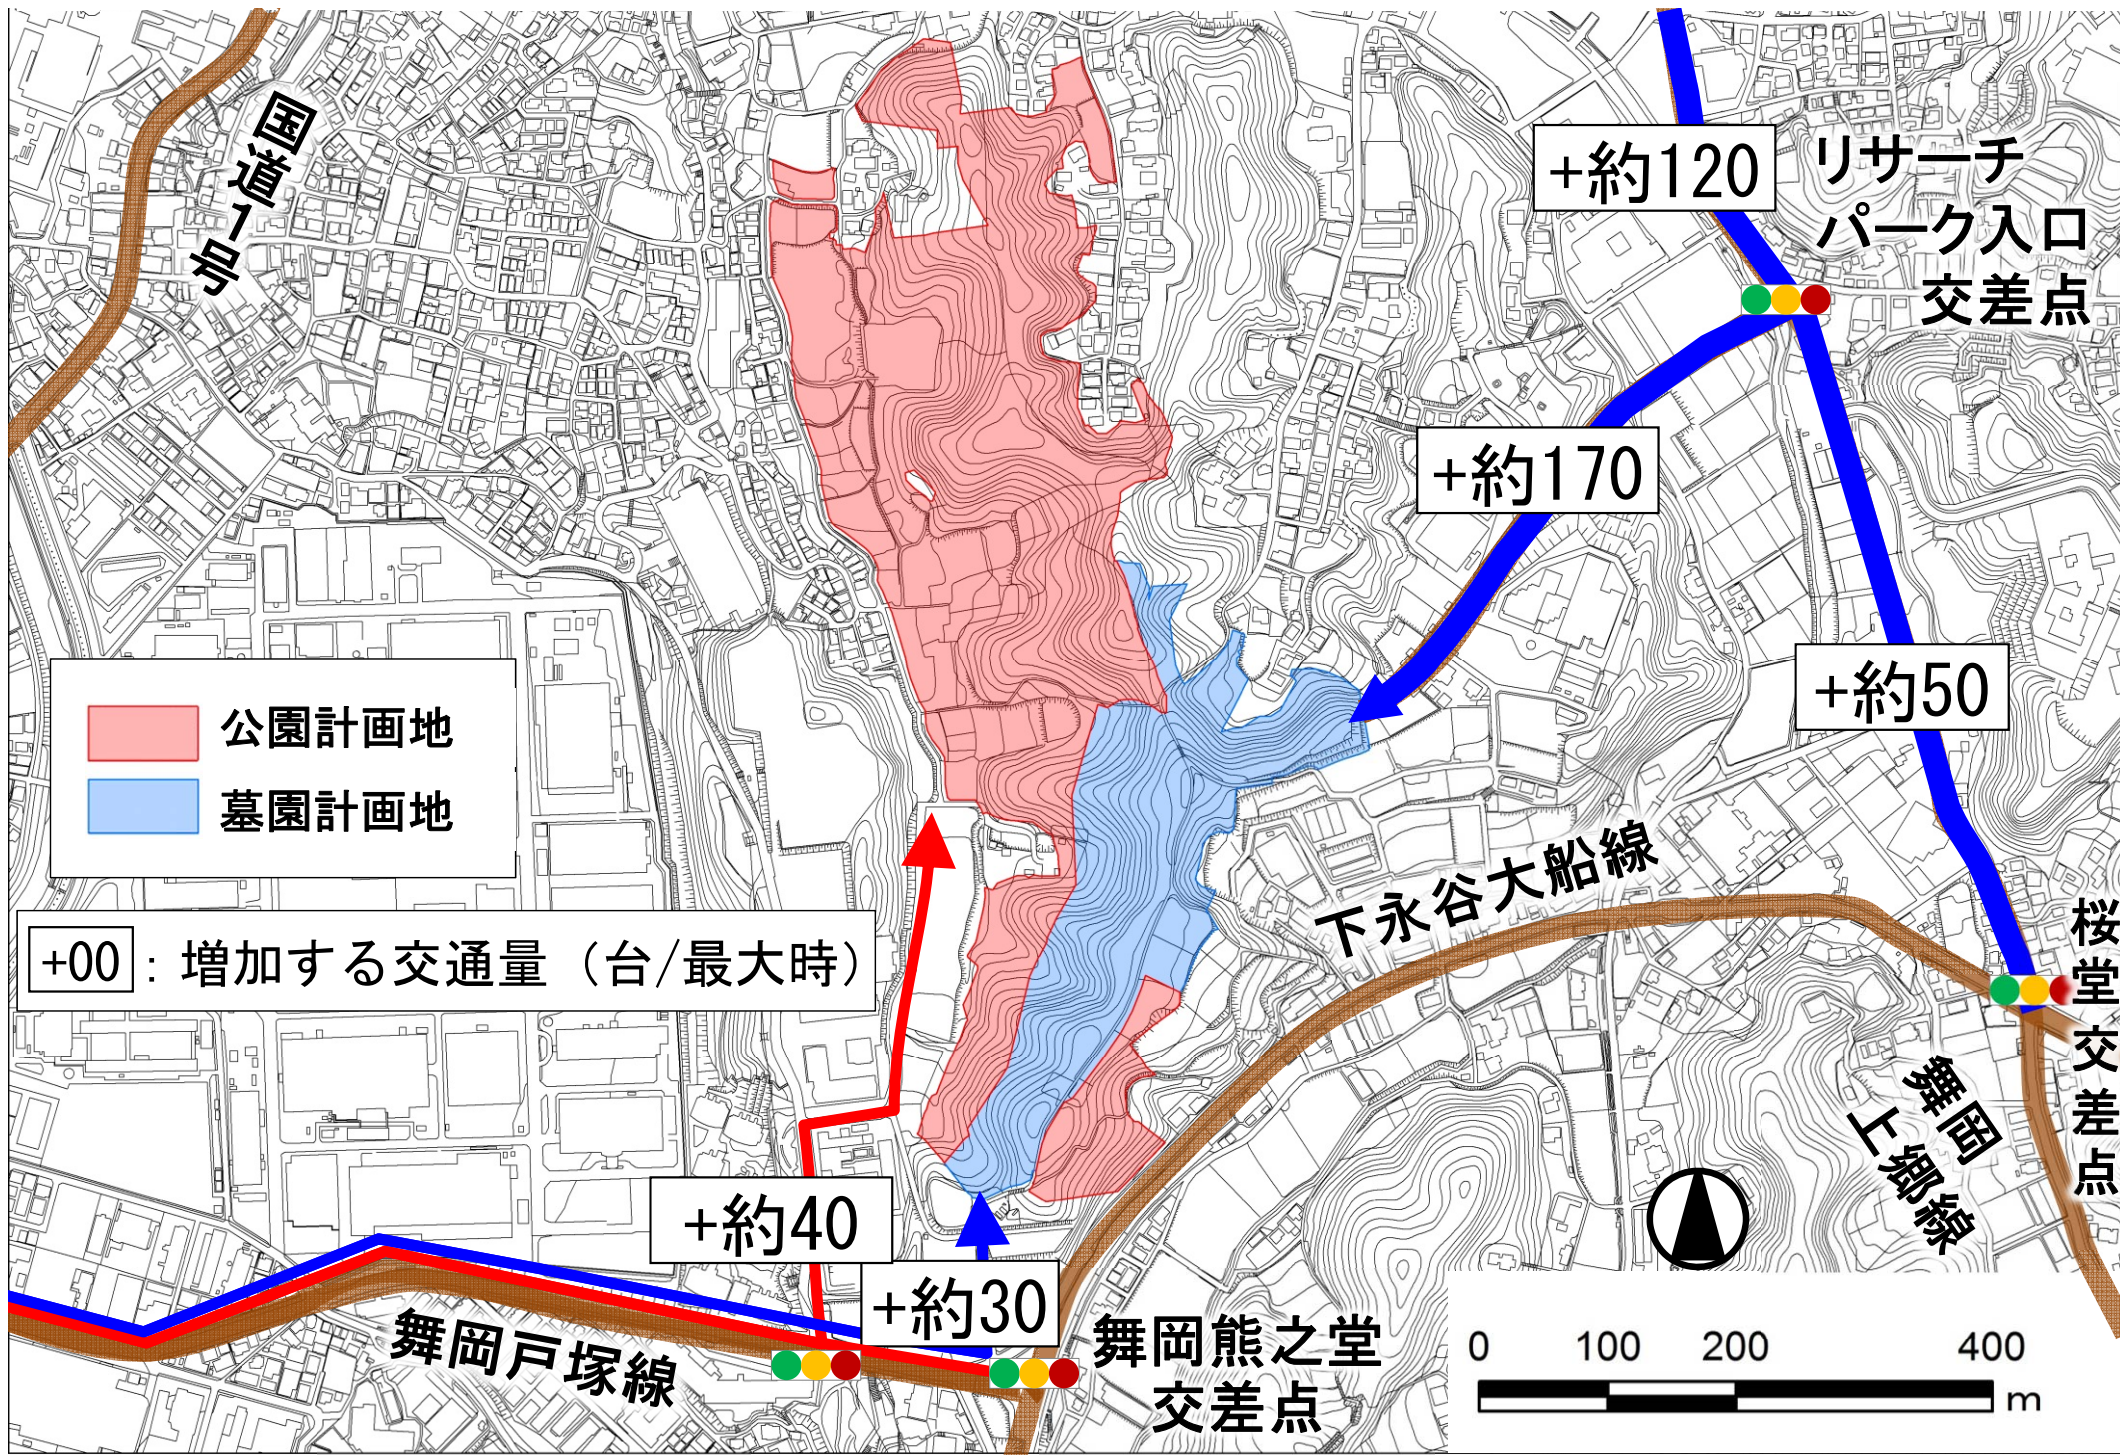 国道1号
+約120
リサーチ
パーク入口
交差点
+約170
+約50
公園計画地
墓園計画地
+00 : 増加する交通量（台/最大時）
下永谷大船線
桜堂交差点
舞岡
上郷線
+約40
+約30
舞岡戸塚線
舞岡熊之堂
交差点
0 100 200 400
m